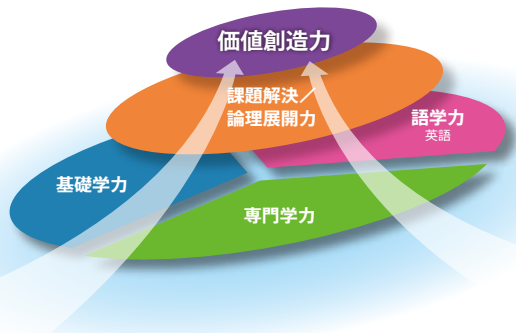 価値創造力
課題解決／
論理展開力
語学力
英語
基礎学力
専門学力